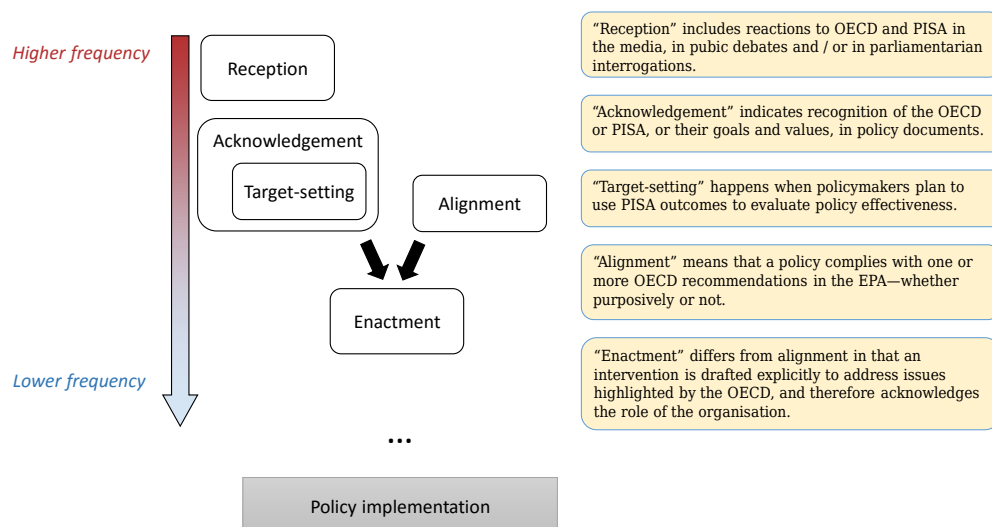 Higher frequency
Reception
Acknowledgement
Target-setting
Alignment
Enactment
Lower frequency
...
Policy implementation
“Reception” includes reactions to OECD and PISA in
the media, in pubic debates and / or in parliamentarian
interrogations.
“Acknowledgement” indicates recognition of the OECD
or PISA, or their goals and values, in policy documents.
“Target-setting” happens when policymakers plan to
use PISA outcomes to evaluate policy effectiveness.
“Alignment” means that a policy complies with one or
more OECD recommendations in the EPA—whether
purposively or not.
“Enactment” differs from alignment in that an
intervention is drafted explicitly to address issues
highlighted by the OECD, and therefore acknowledges
the role of the organisation.